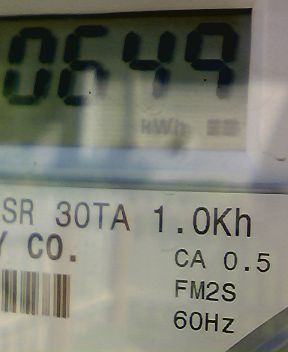 0649
kWh
SR 30TA 1.0Kh
Y CO.
CA 0.5
FM2S
60Hz